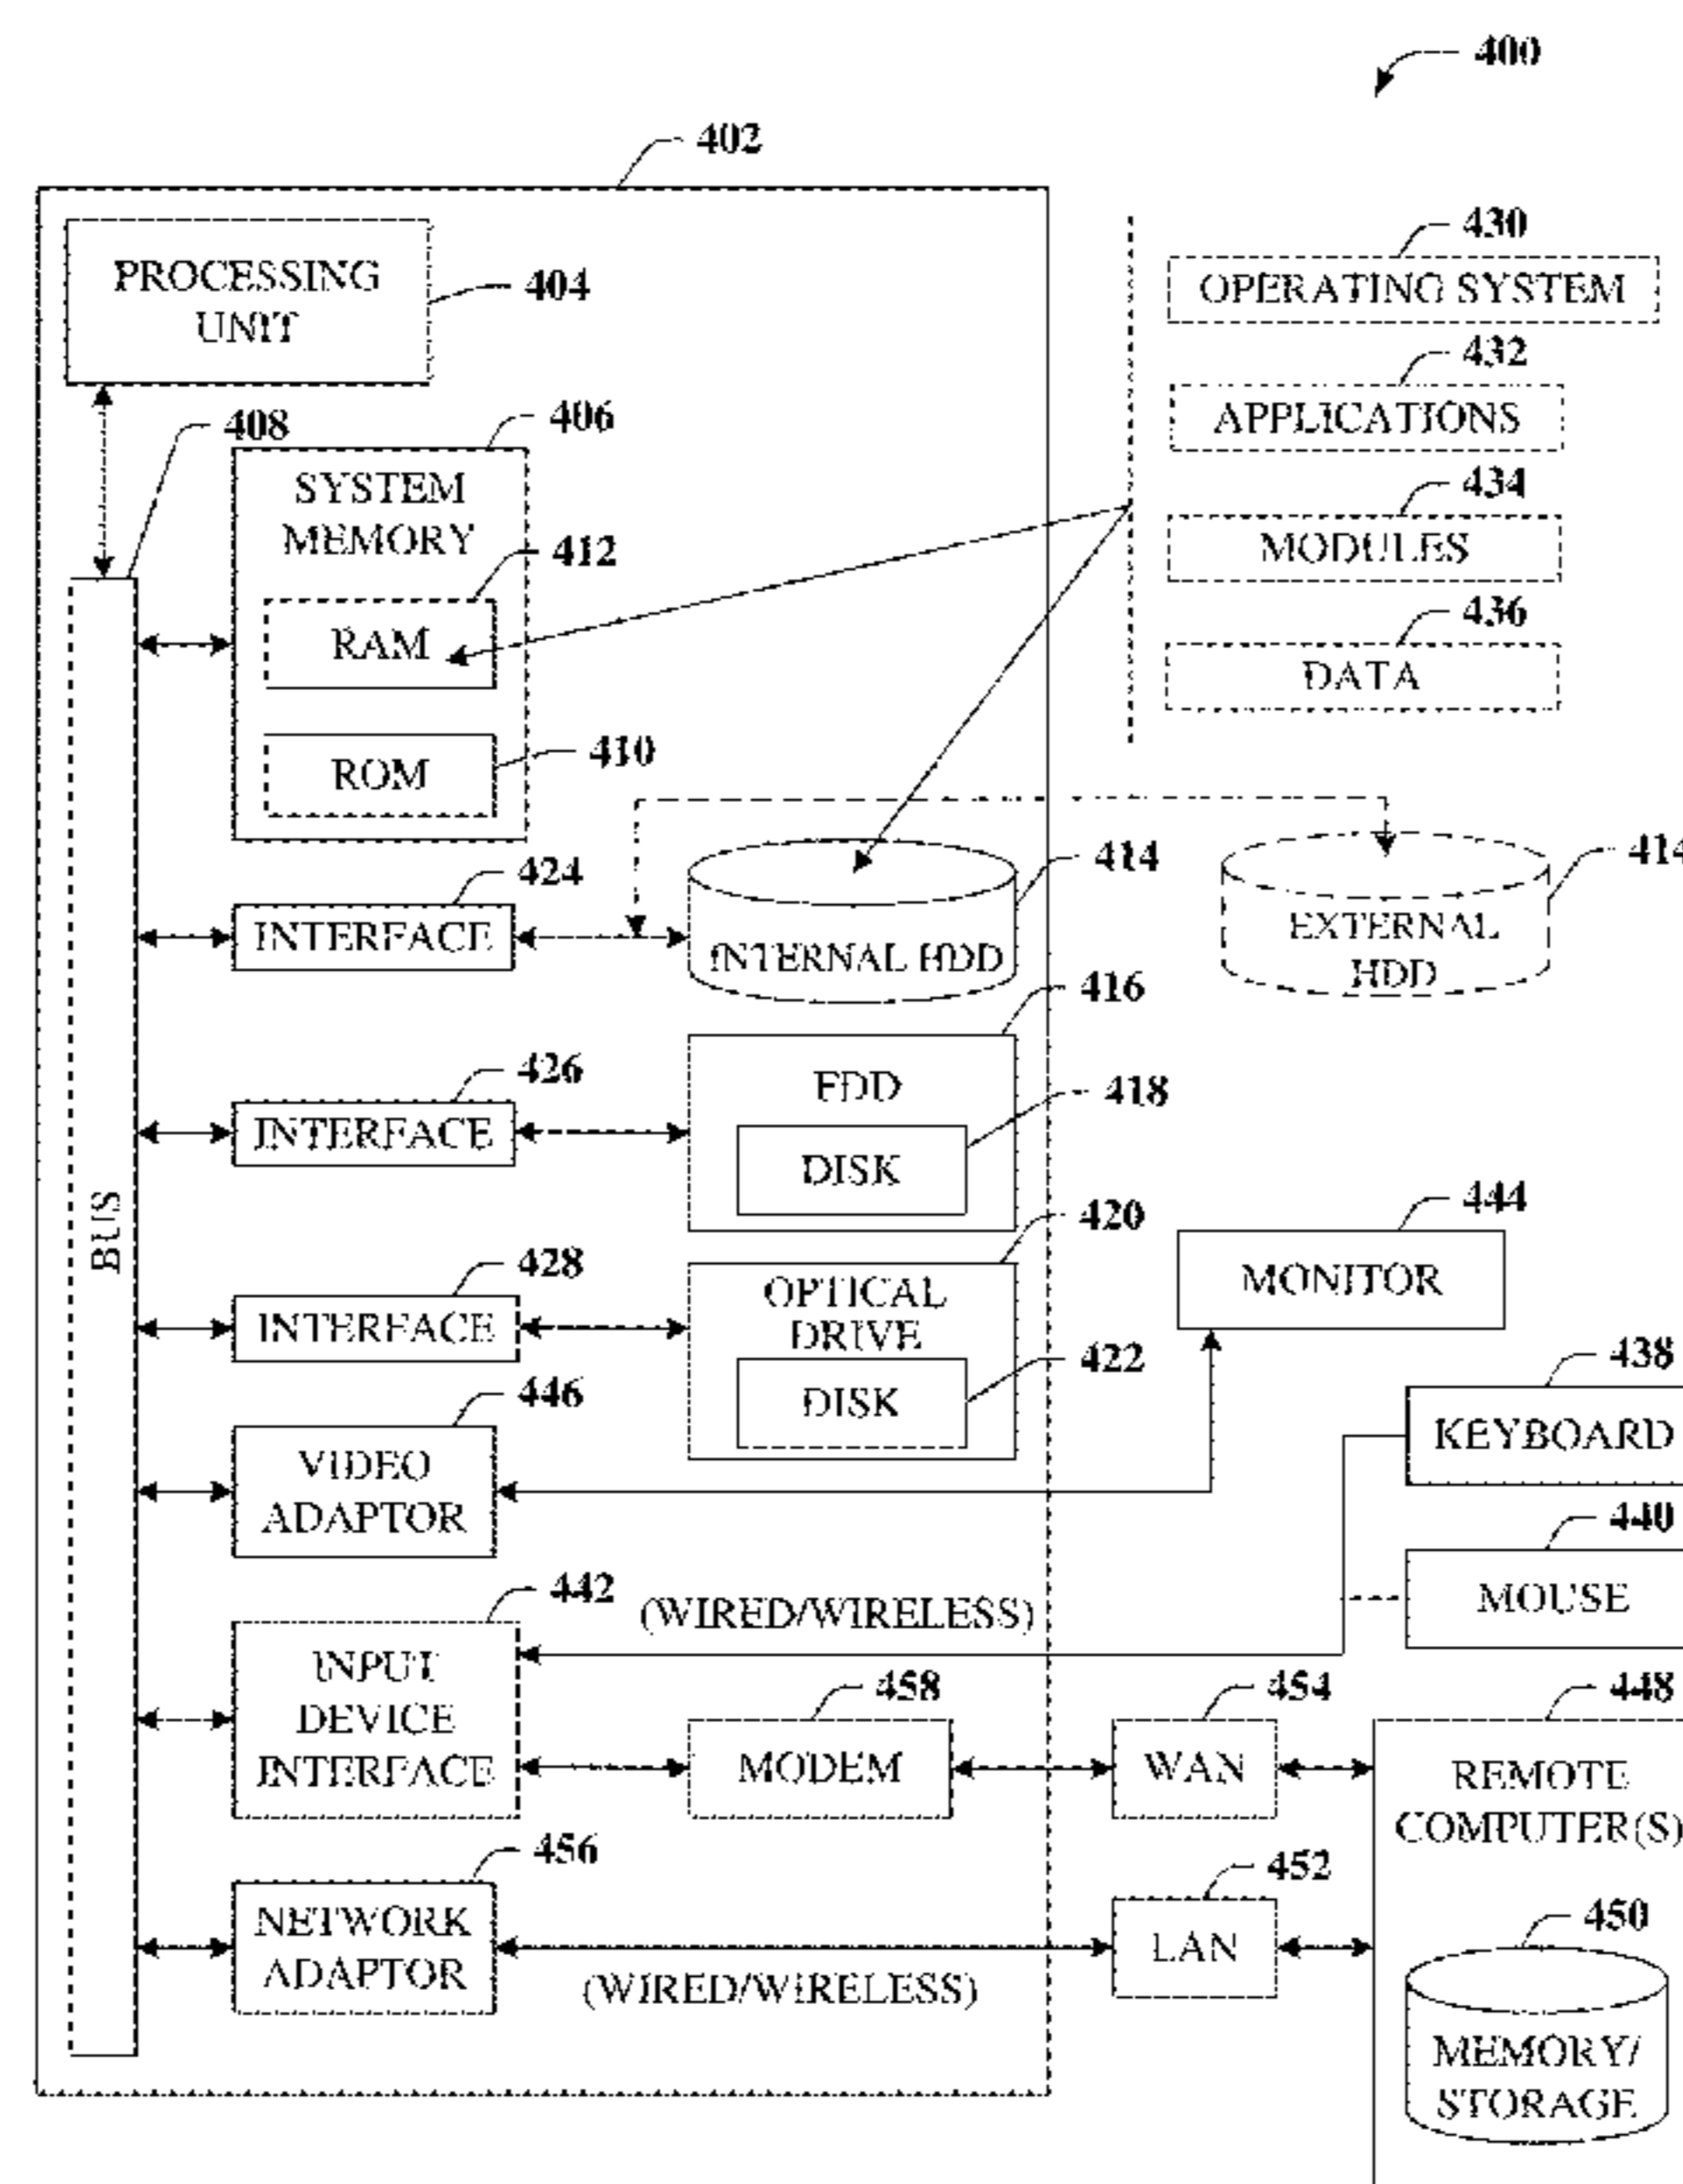 400
402
PROCESSING
UNIT
404
430
OPERATING SYSTEM
432
APPLICATIONS
434
MODULES
436
DATA
408
406
SYSTEM
MEMORY
412
RAM
410
ROM
424
INTERFACE
414
INTERNAL HDD
414
EXTERNAL
HDD
416
426
INTERFACE
FDD
418
DISK
BUS
420
428
INTERFACE
OPTICAL
DRIVE
422
DISK
444
MONITOR
438
KEYBOARD
446
VIDEO
ADAPTOR
440
MOUSE
442
(WIRED/WIRELESS)
INPUT
DEVICE
INTERFACE
458
MODEM
454
WAN
448
REMOTE
COMPUTER(S)
456
NETWORK
ADAPTOR
(WIRED/WIRELESS)
452
LAN
450
MEMORY/
STORAGE